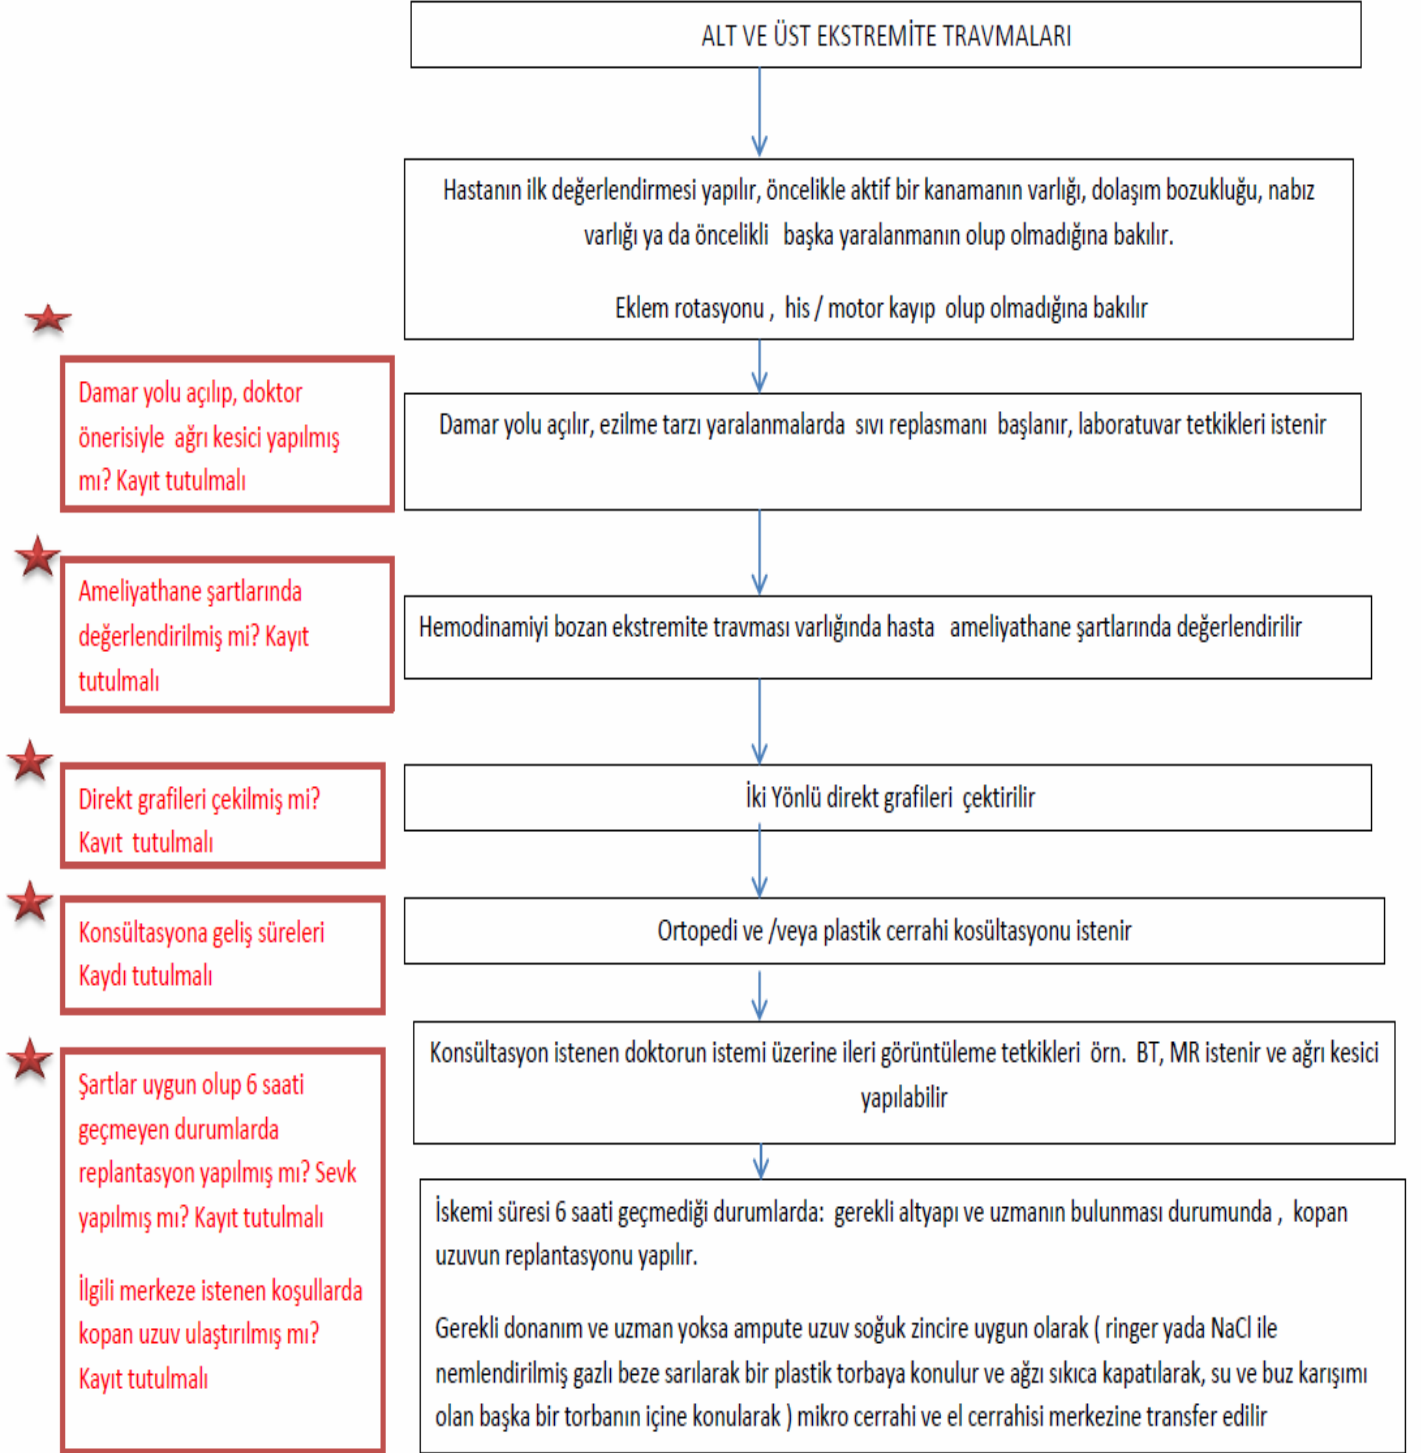 ALT VE ÜST EKSTREMİTE TRAVMALARI
Hastanın ilk değerlendirmesi yapılır, öncelikle aktif bir kanamanın varlığı, dolaşım bozukluğu, nabız
varlığı ya da öncelikli başka yaralanmanın olup olmadığına bakılır.
Eklem rotasyonu , his / motor kayıp olup olmadığına bakılır
Damar yolu açılıp, doktor
önerisiyle ağrı kesici yapılmış
mı? Kayıt tutulmalı
Damar yolu açılır, ezilme tarzı yaralanmalarda sıvı replasmanı başlanır, laboratuvar tetkikleri istenir
Ameliyathane şartlarında
değerlendirilmiş mi? Kayıt
tutulmalı
Hemodinamiyi bozan ekstremite travması varlığında hasta ameliyathane şartlarında değerlendirilir
Direkt grafileri çekilmiş mi?
Kayıt tutulmalı
İki Yönlü direkt grafileri çektirilir
Konsültasyona geliş süreleri
Kaydı tutulmalı
Ortopedi ve /veya plastik cerrahi kosültasyonu istenir
Konsültasyon istenen doktorun istemi üzerine ileri görüntüleme tetkikleri örn. BT, MR istenir ve ağrı kesici
yapılabilir
Şartlar uygun olup 6 saati
geçmeyen durumlarda
replantasyon yapılmış mı? Sevk
yapılmış mı? Kayıt tutulmalı
İlgili merkeze istenen koşullarda
kopan uzuv ulaştırılmış mı?
Kayıt tutulmalı
İskemi süresi 6 saati geçmediği durumlarda: gerekli altyapı ve uzmanın bulunması durumunda , kopan
uzuvun replantasyonu yapılır.
Gerekli donanım ve uzman yoksa ampute uzuv soğuk zincire uygun olarak ( ringer yada NaCl ile
nemlendirilmiş gazlı beze sarılarak bir plastik torbaya konulur ve ağzı sıkıca kapatılarak, su ve buz karışımı
olan başka bir torbanın içine konularak ) mikro cerrahi ve el cerrahisi merkezine transfer edilir